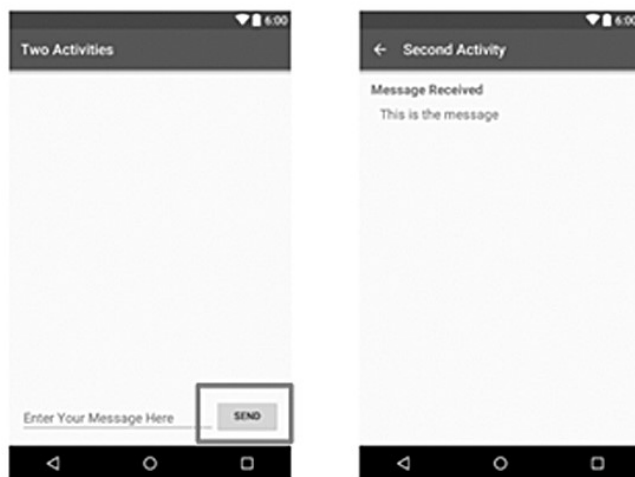 6:00
Two Activities
Enter Your Message Here
SEND
6:00
Second Activity
Message Received
This is the message